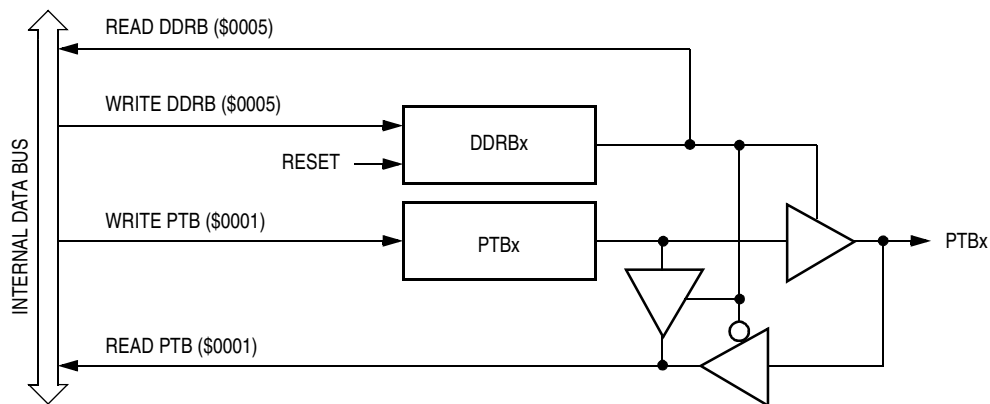 READ DDRB ($0005)
WRITE DDRB ($0005)
DDRBx
RESET
INTERNAL DATA BUS
WRITE PTB ($0001)
PTBx
PTBx
READ PTB ($0001)